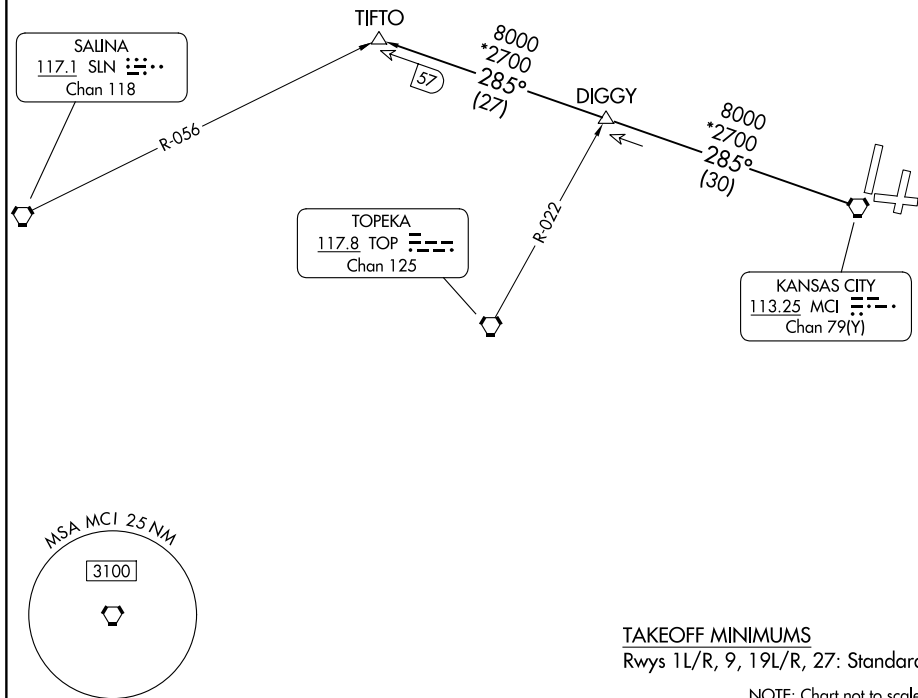 TIFTO
SALINA
117.1 SLN
Chan 118
8000
*2700
285°
(27)
57
DIGGY
8000
*2700
285°
(30)
R-056
R-022
TOPEKA
117.8 TOP
Chan 125
KANSAS CITY
113.25 MCI
Chan 79(Y)
MSA MCI 25 NM
3100
TAKEOFF MINIMUMS
Rwys 1L/R, 9, 19L/R, 27: Standard
NOTE: Chart not to scale